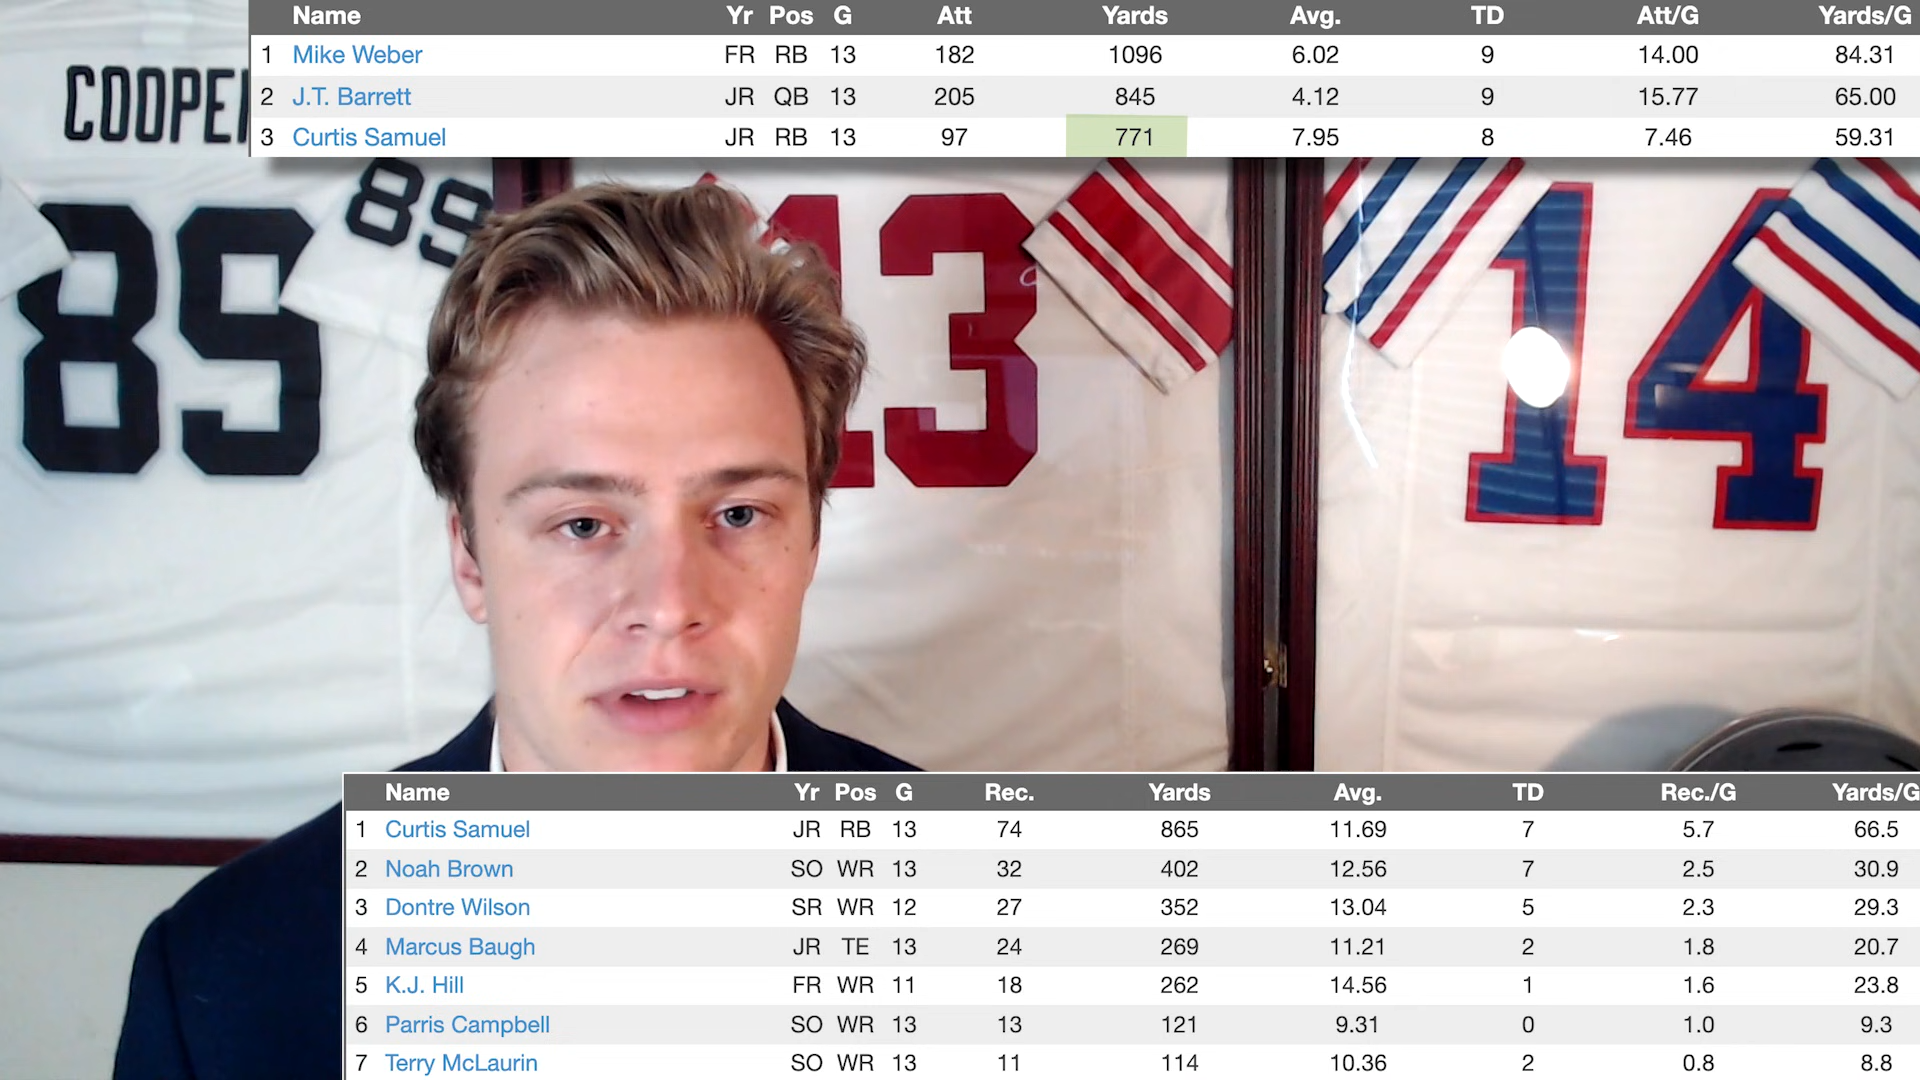 Name Yr Pos G Att Yards Avg. TD Att/G Yards/G
1 Mike Weber FR RB 13 182 1096 6.02 9 14.00 84.31
2 J.T. Barrett JR QB 13 205 845 4.12 9 15.77 65.00
3 Curtis Samuel JR RB 13 97 771 7.95 8 7.46 59.31
89
89
13
14
Name Yr Pos G Rec. Yards Avg. TD Rec./G Yards/G
1 Curtis Samuel JR RB 13 74 865 11.69 7 5.7 66.5
2 Noah Brown SO WR 13 32 402 12.56 7 2.5 30.9
3 Dontre Wilson SR WR 12 27 352 13.04 5 2.3 29.3
4 Marcus Baugh JR TE 13 24 269 11.21 2 1.8 20.7
5 K.J. Hill FR WR 11 18 262 14.56 1 1.6 23.8
6 Parris Campbell SO WR 13 13 121 9.31 0 1.0 9.3
7 Terry McLaurin SO WR 13 11 114 10.36 2 0.8 8.8